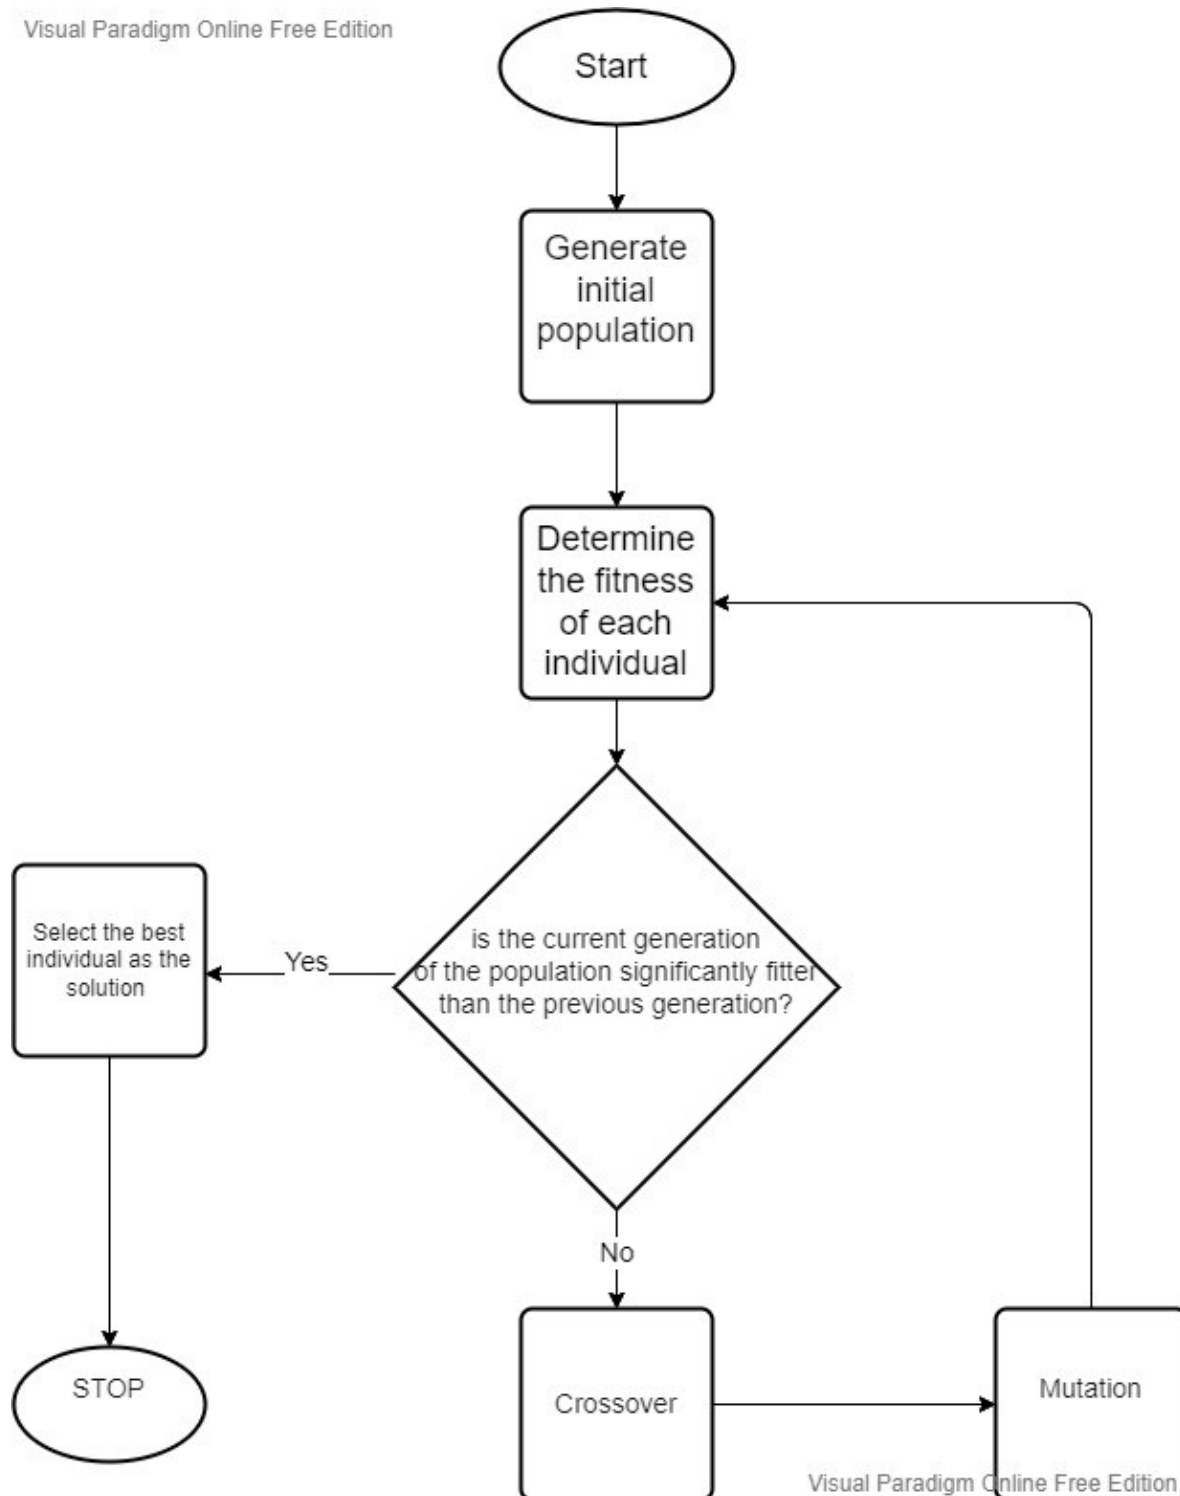 Visual Paradigm Online Free Edition
Start
Generate
initial
population
Determine
the fitness
of each
individual
is the current generation
of the population significantly fitter
than the previous generation?
Yes
Select the best
individual as the
solution
STOP
No
Crossover
Mutation
Visual Paradigm Online Free Edition